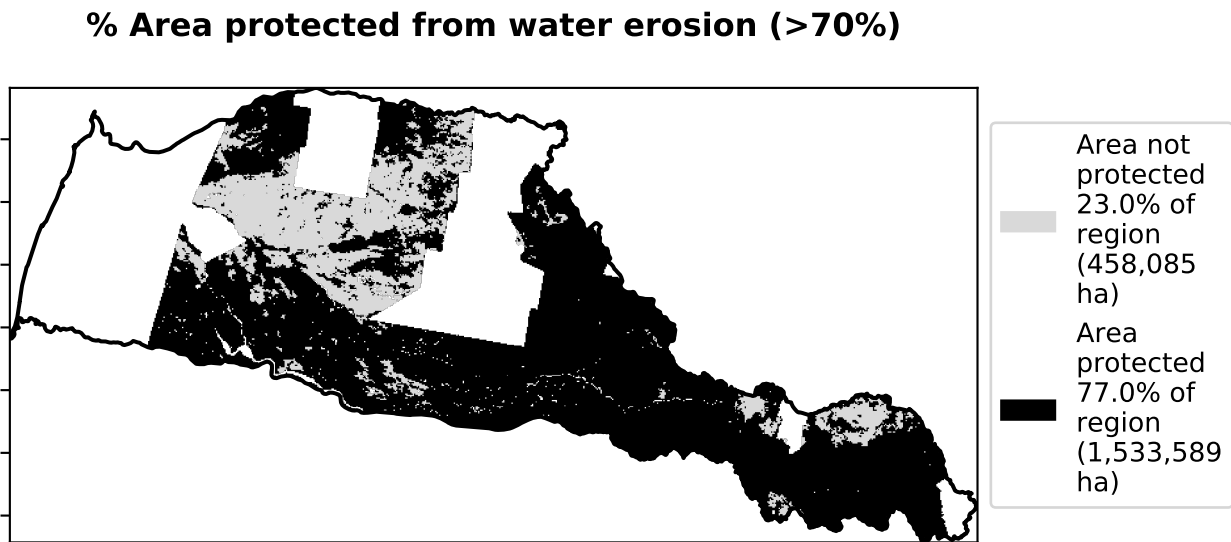 % Area protected from water erosion (>70%)
Area not
protected
23.0% of
region
(458,085
ha)
Area
protected
77.0% of
region
(1,533,589
ha)